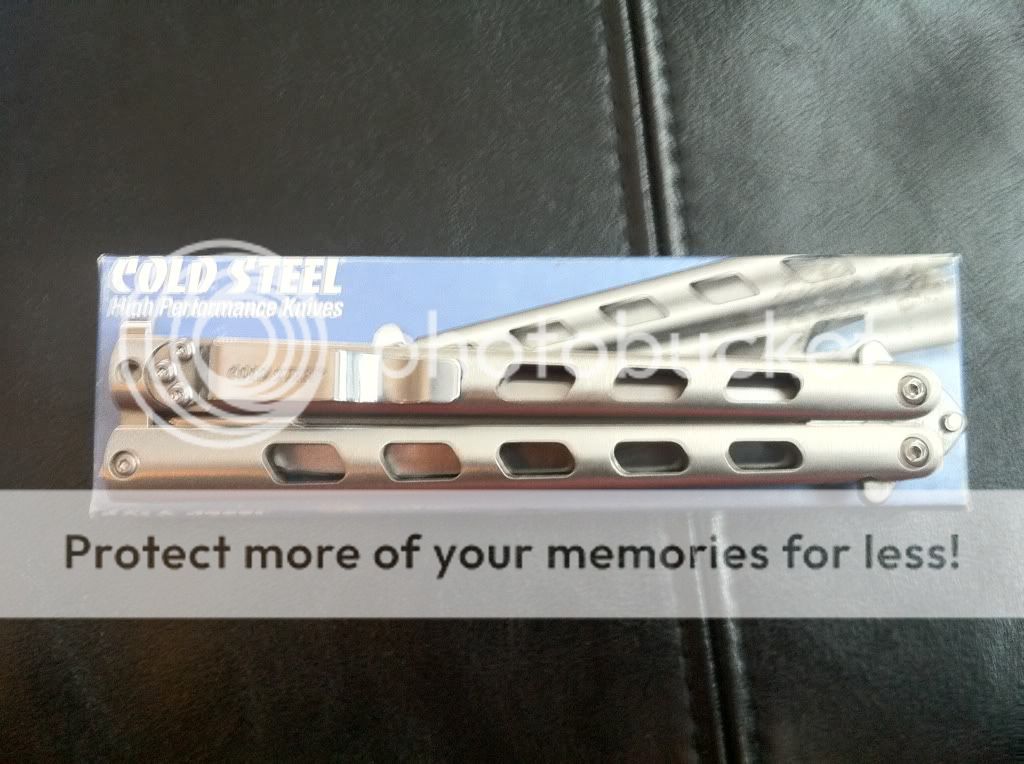 COLD STEEL
High Performance Knives
photobucket
Protect more of your memories for less!